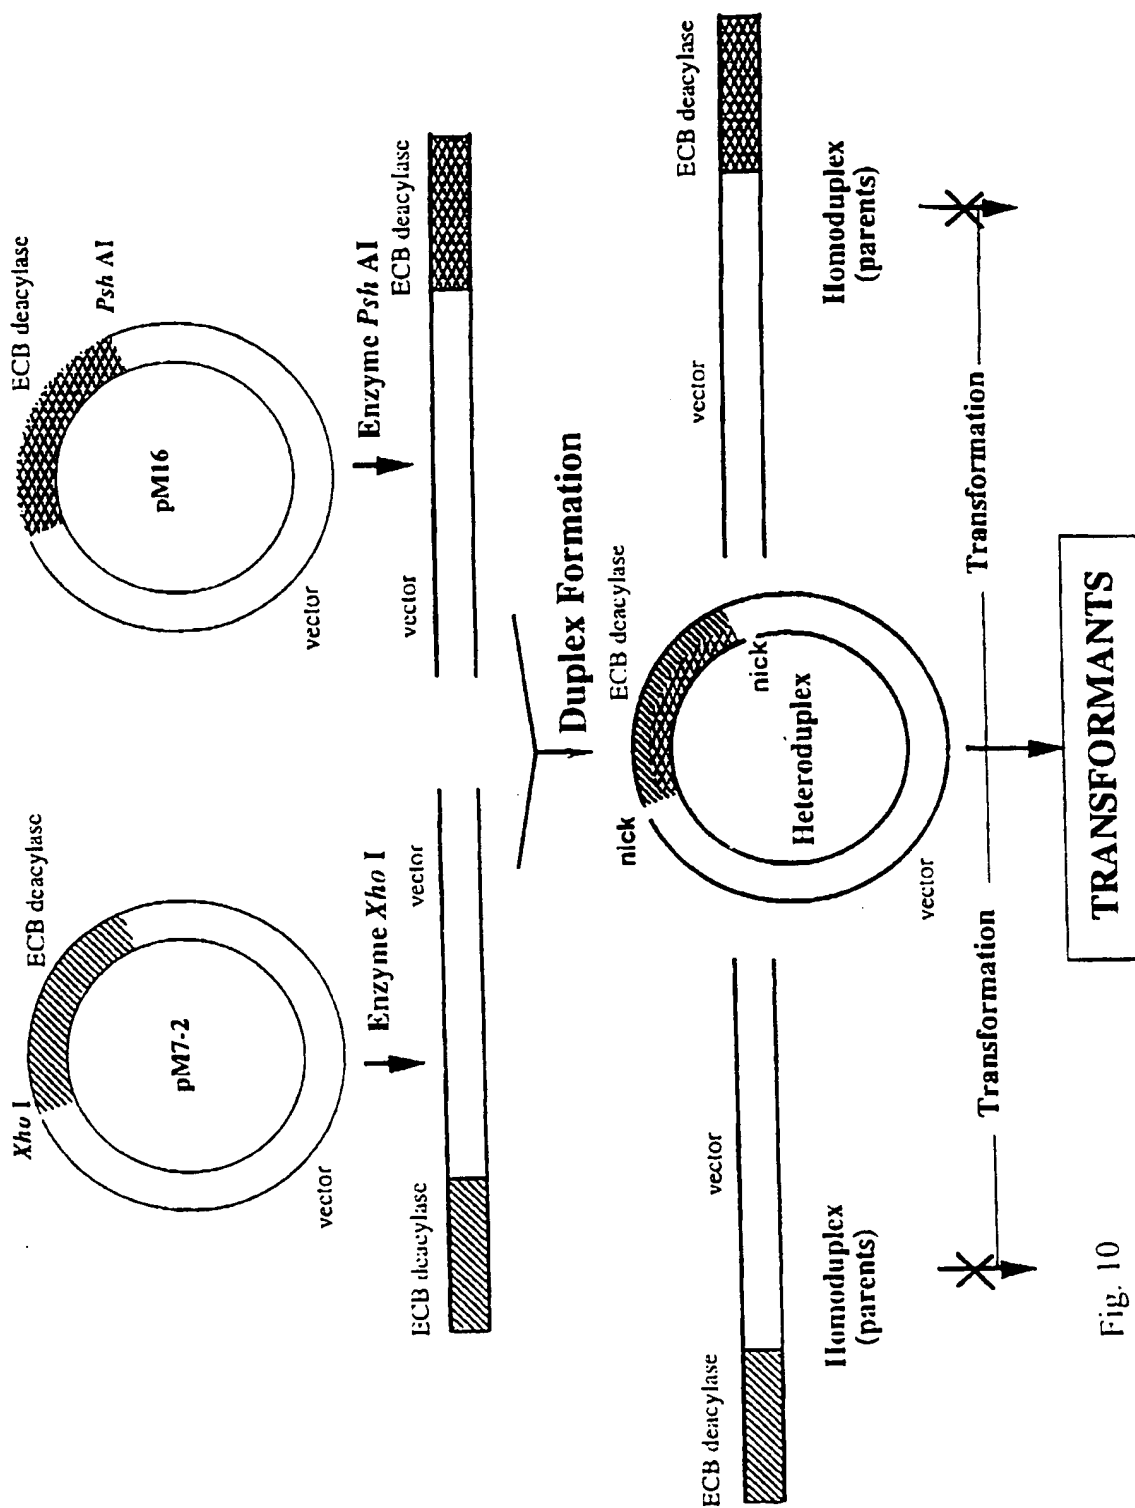 Xho I
ECB deacylase
pM7-2
vector
ECB deacylase
Psh AI
pM16
vector
Enzyme Xho I
Enzyme Psh AI
ECB deacylase
vector
vector
ECB deacylase
Duplex Formation
ECB deacylase
vector
nick
ECB deacylase
nick
Heteroduplex
vector
vector
ECB deacylase
Homoduplex
(parents)
Homoduplex
(parents)
Transformation
Transformation
TRANSFORMANTS
Fig. 10